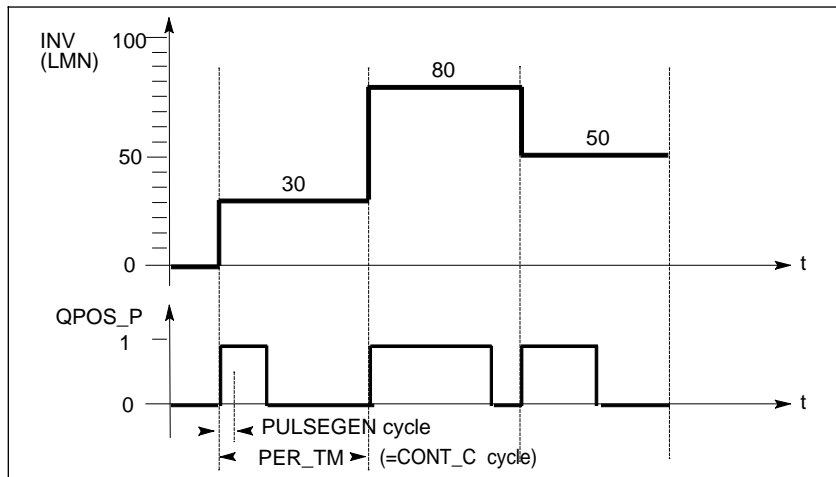 INV
(LMN)
100
80
50
50
30
0
t
QPOS_P
1
0
t
PULSEGEN cycle
PER_TM (=CONT_C cycle)